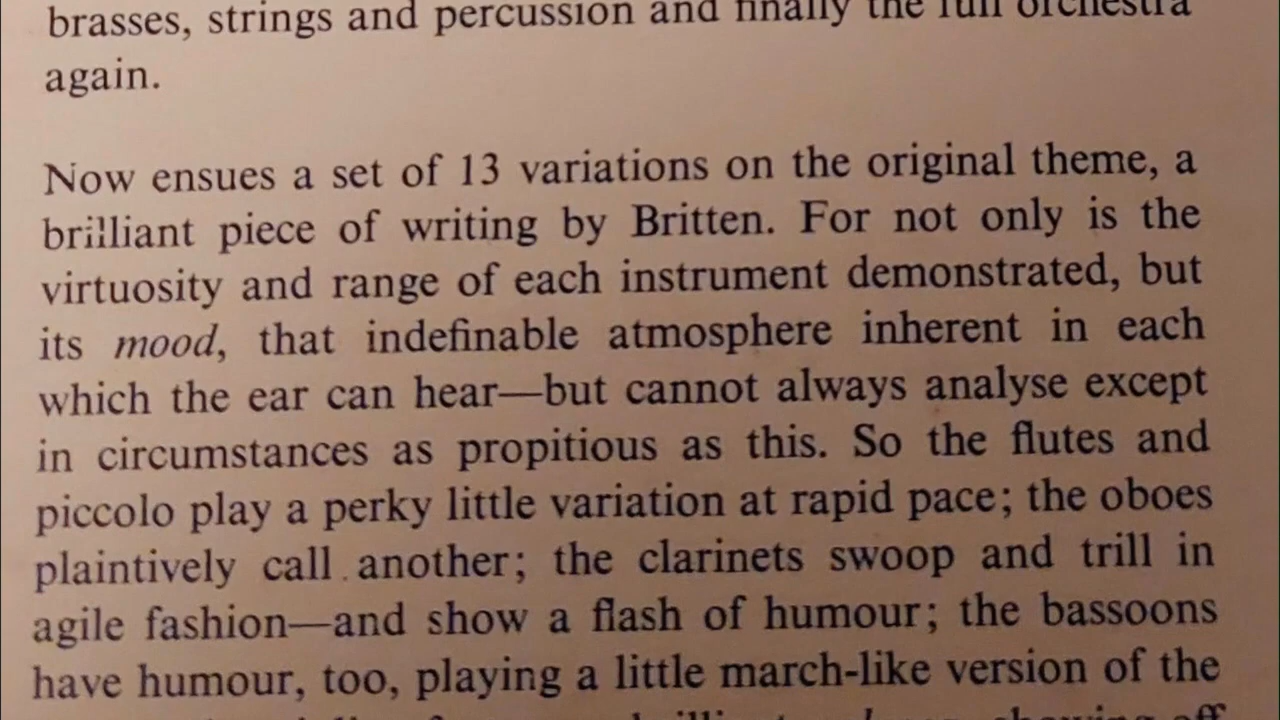 brasses, strings and percussion and finally the full orchestra
again.
Now ensues a set of 13 variations on the original theme, a
brilliant piece of writing by Britten. For not only is the
virtuosity and range of each instrument demonstrated, but
its mood, that indefinable atmosphere inherent in each
which the ear can hear—but cannot always analyse except
in circumstances as propitious as this. So the flutes and
piccolo play a perky little variation at rapid pace; the oboes
plaintively call another; the clarinets swoop and trill in
agile fashion—and show a flash of humour; the bassoons
have humour, too, playing a little march-like version of the
showing off